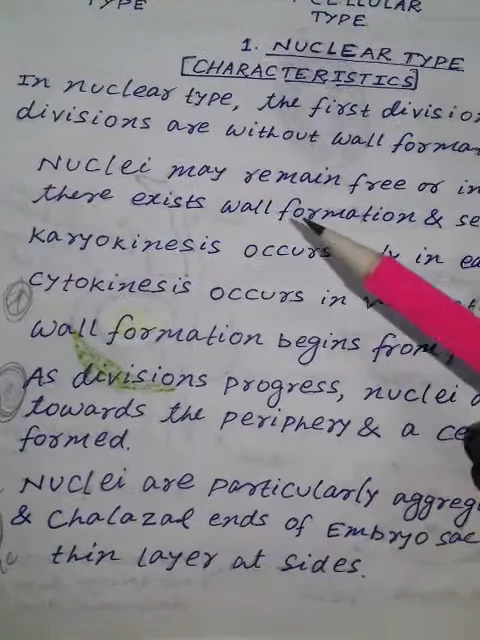 TYPE CELLULAR
TYPE
1. NUCLEAR TYPE
[CHARACTERISTICS]
In nuclear type, the first divisio
divisions are without wall forma
Nuclei may remain free or in
there exists wall formation & se
Karyokinesis occurs in ea
Cytokinesis occurs in
Wall formation begins from
As divisions progress, nuclei
towards the periphery & a ce
formed.
Nuclei are particularly aggreg
& Chalazal ends of Embryo sac
thin layer at sides.